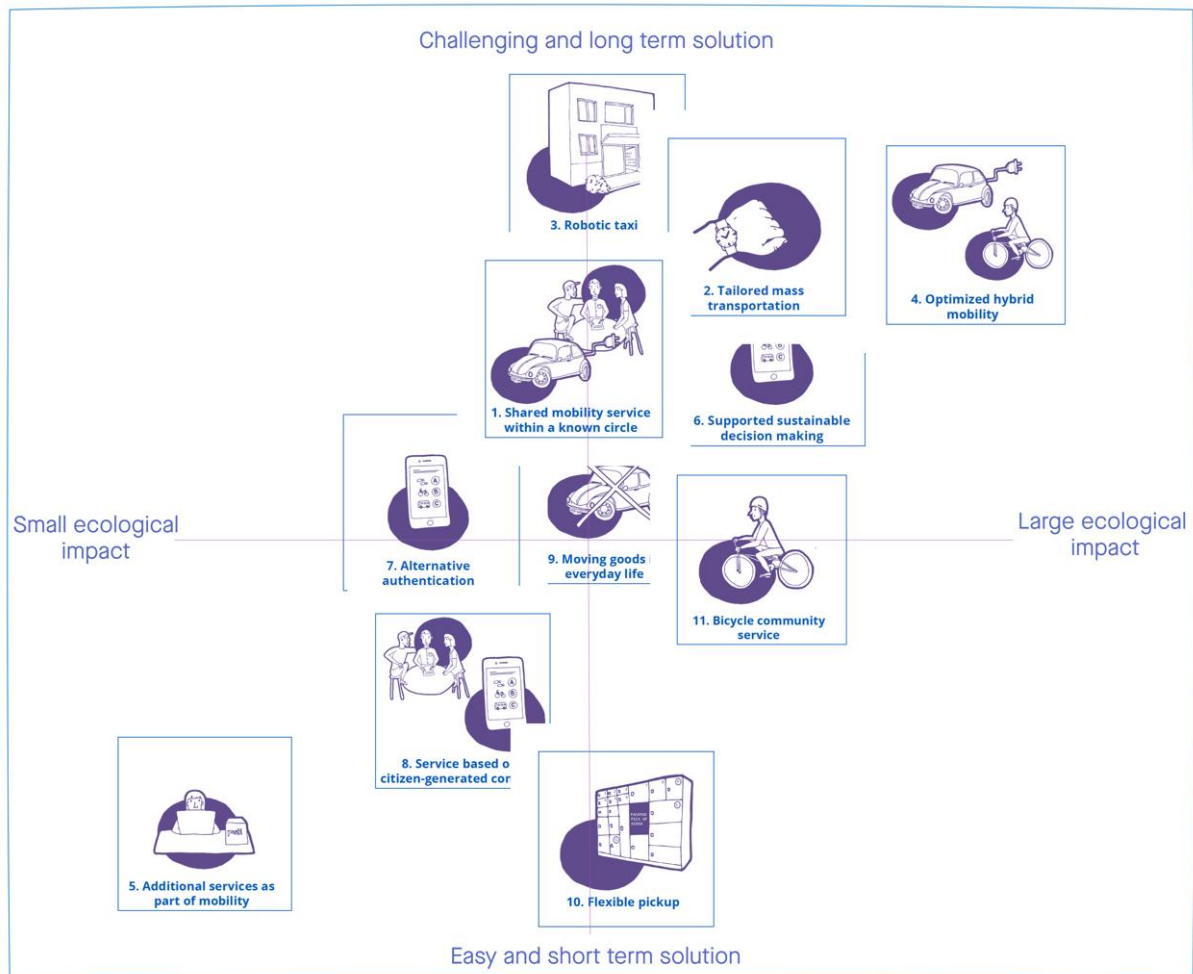 Challenging and long term solution
3. Robotic taxi
2. Tailored mass
transportation
4. Optimized hybrid
mobility
1. Shared mobility service
within a known circle
6. Supported sustainable
decision making
Small ecological
impact
Large ecological
impact
A
B
C
7. Alternative
authentication
9. Moving goods
everyday life
11. Bicycle community
service
A
B
C
8. Service based o
citizen-generated con
5. Additional services as
part of mobility
10. Flexible pickup
Easy and short term solution